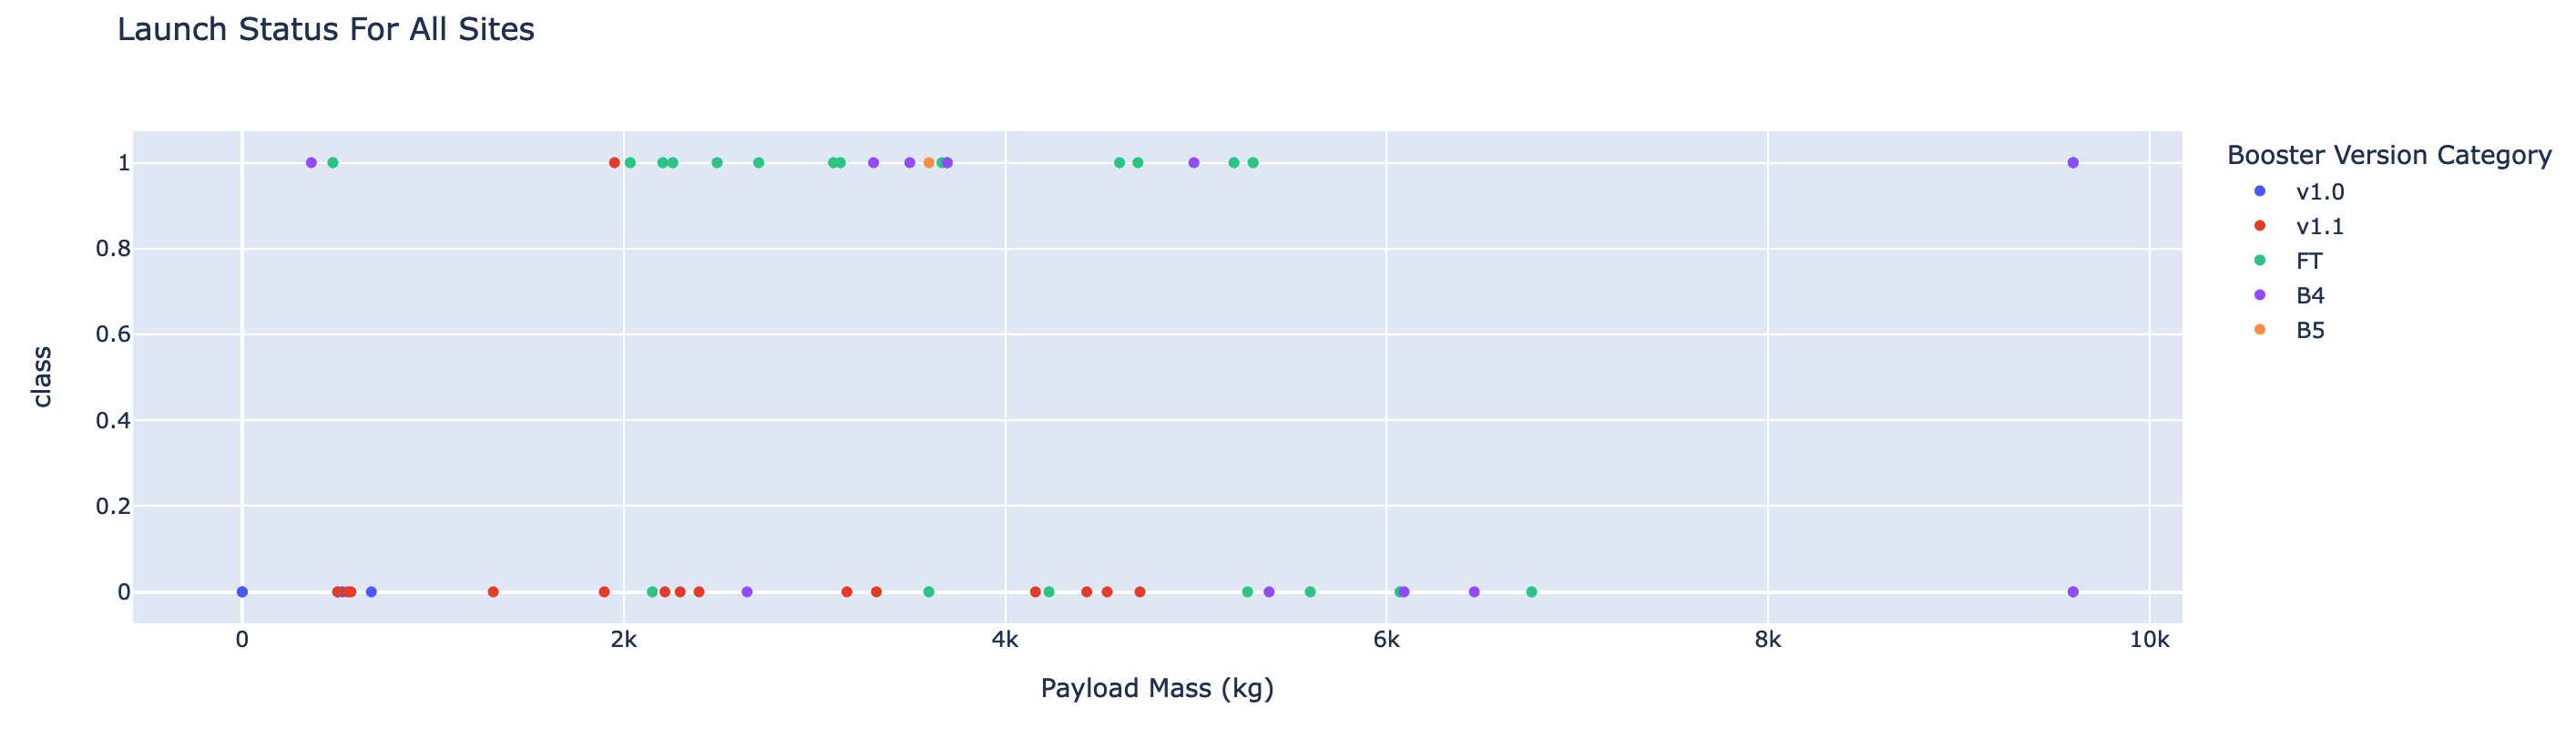 Launch Status For All Sites
1
0.8
0.6
0.4
0.2
0
class
0 2k 4k 6k 8k 10k
Payload Mass (kg)
Booster Version Category
v1.0
v1.1
FT
B4
B5